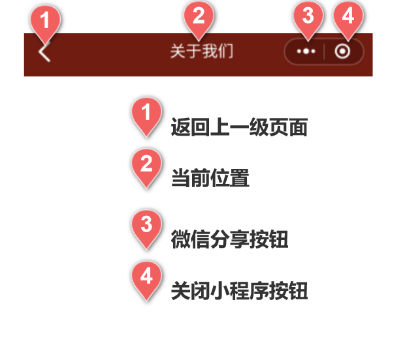 1 2 3 4
关于我们
1 返回上一级页面
2 当前位置
3 微信分享按钮
4 关闭小程序按钮